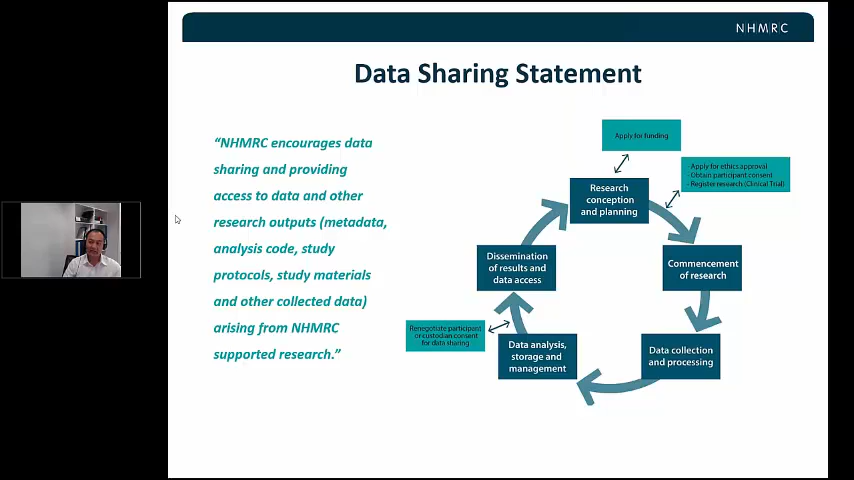 NHMRC
Data Sharing Statement
“NHMRC encourages data
sharing and providing
access to data and other
research outputs (metadata,
analysis code, study
protocols, study materials
and other collected data)
arising from NHMRC
supported research.”
Apply for funding
- Apply for ethics approval
- Obtain participant consent
- Register research (Clinical Trial)
Research
conception
and planning
Commencement
of research
Data collection
and processing
Data analysis,
storage and
management
Renegotiate participant
or custodian consent
for data sharing
Dissemination
of results and
data access